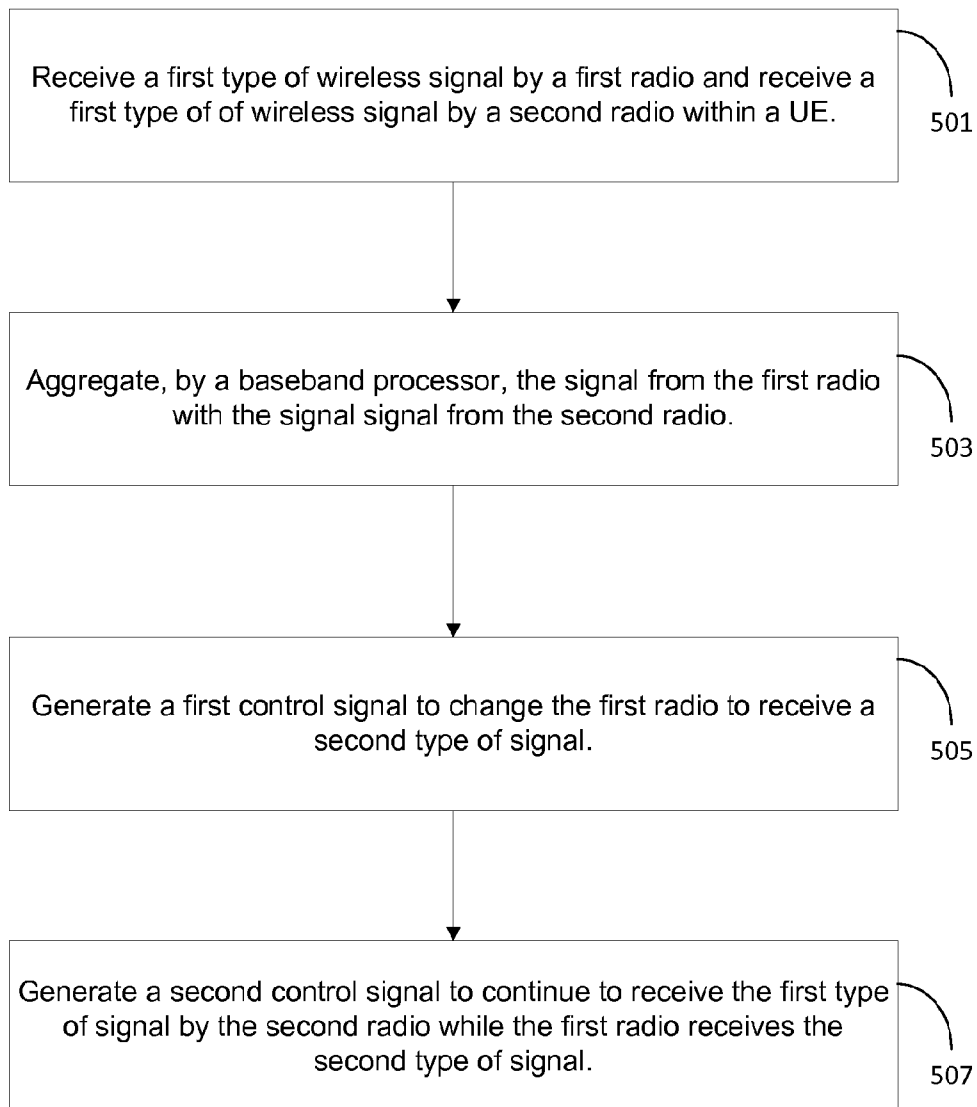 Receive a first type of wireless signal by a first radio and receive a
first type of of wireless signal by a second radio within a UE.
501
Aggregate, by a baseband processor, the signal from the first radio
with the signal signal from the second radio.
503
Generate a first control signal to change the first radio to receive a
second type of signal.
505
Generate a second control signal to continue to receive the first type
of signal by the second radio while the first radio receives the
second type of signal.
507